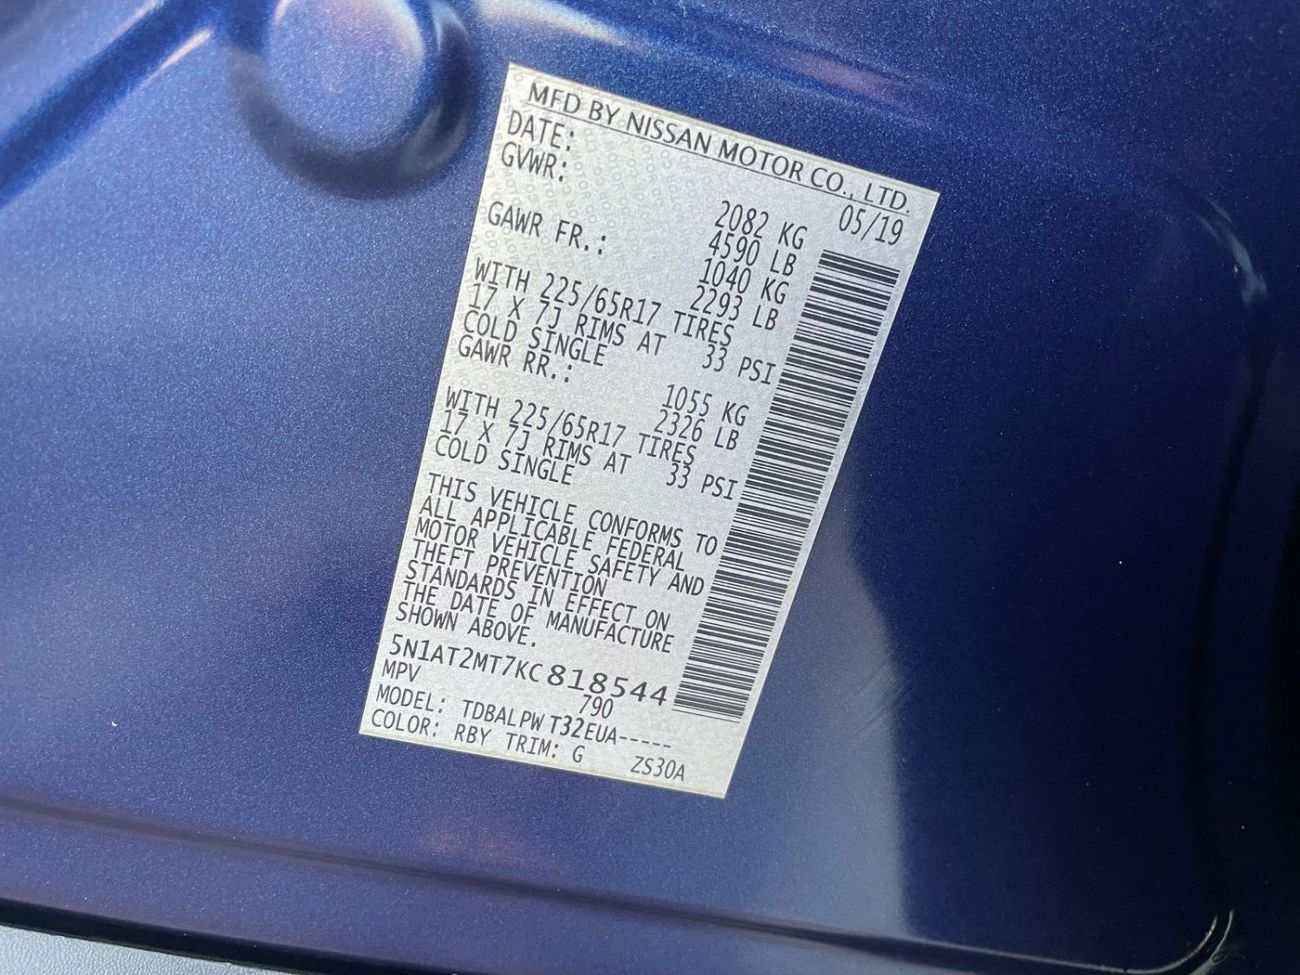 MFD BY NISSAN MOTOR CO., LTD.
DATE: 05/19
GVWR: 2082 KG
4590 LB
GAWR FR.: 1040 KG
2293 LB
WITH 225/65R17 TIRES
17 X 7J RIMS AT 33 PSI
COLD SINGLE
GAWR RR.: 1055 KG
2326 LB
WITH 225/65R17 TIRES
17 X 7J RIMS AT 33 PSI
COLD SINGLE
THIS VEHICLE CONFORMS TO
ALL APPLICABLE FEDERAL
MOTOR VEHICLE SAFETY AND
THEFT PREVENTION
STANDARDS IN EFFECT ON
THE DATE OF MANUFACTURE
SHOWN ABOVE.
5N1AT2MT7KC818544
MPV 790
MODEL: TDBALPWT32EUA-----
COLOR: RBY TRIM: G ZS30A